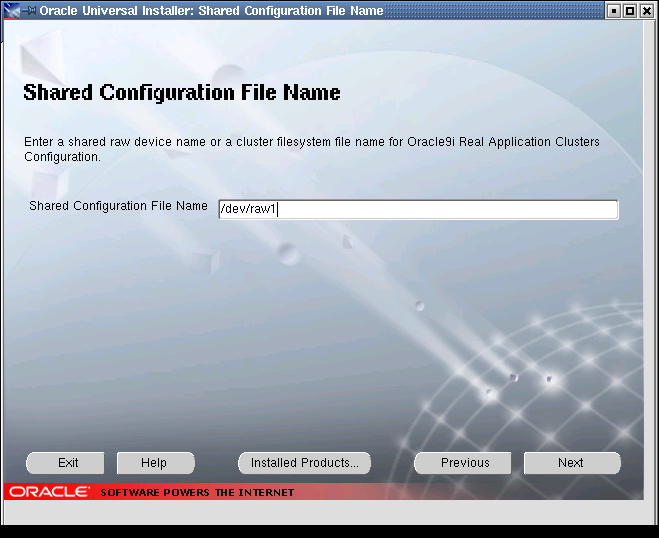 Oracle Universal Installer: Shared Configuration File Name
Shared Configuration File Name
Enter a shared raw device name or a cluster filesystem file name for Oracle9i Real Application Clusters
Configuration.
Shared Configuration File Name /dev/raw1
Exit Help Installed Products... Previous Next
ORACLE SOFTWARE POWERS THE INTERNET